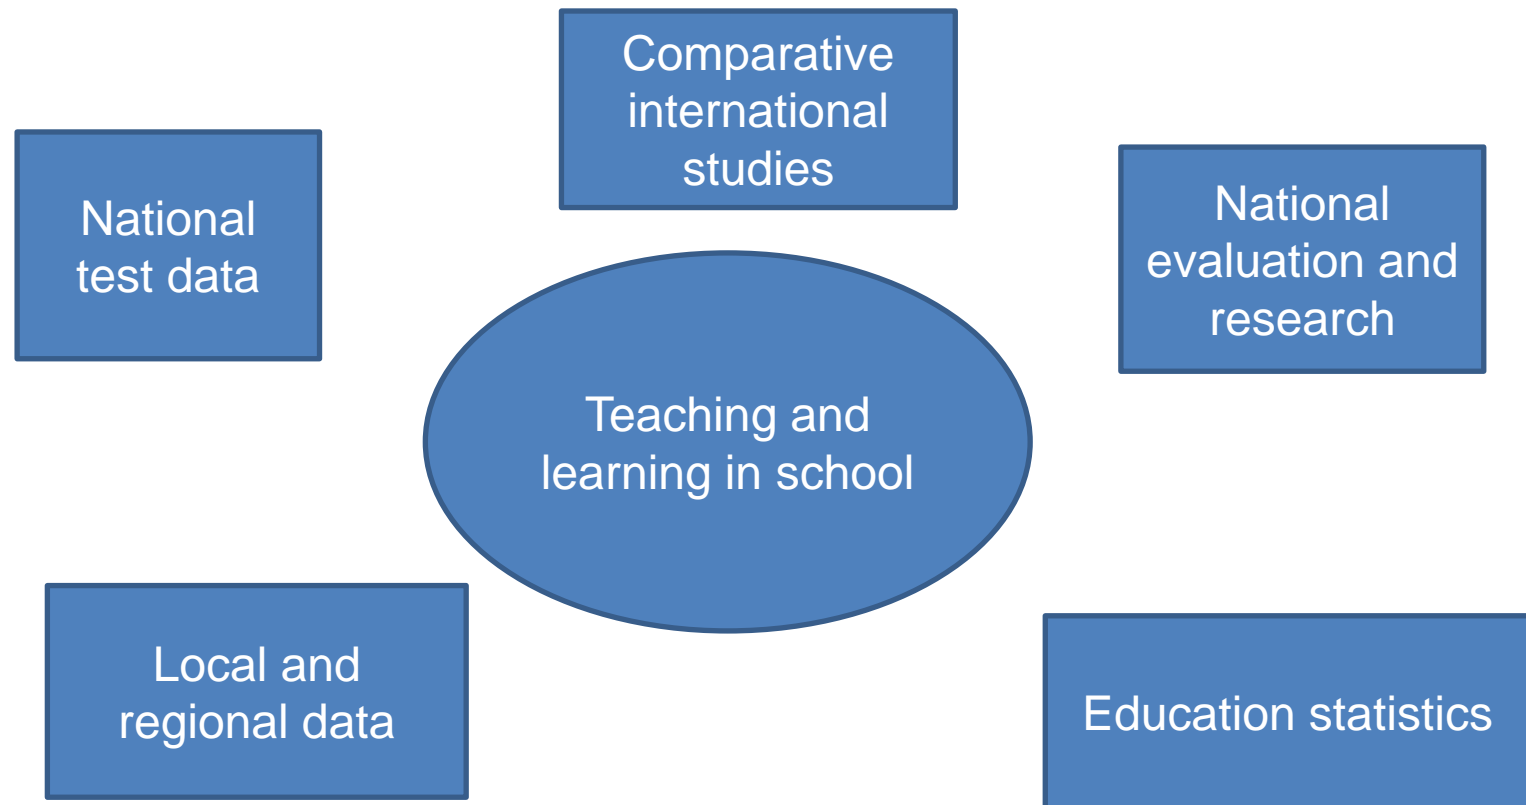 Comparative
international
studies
National
test data
National
evaluation and
research
Teaching and
learning in school
Local and
regional data
Education statistics